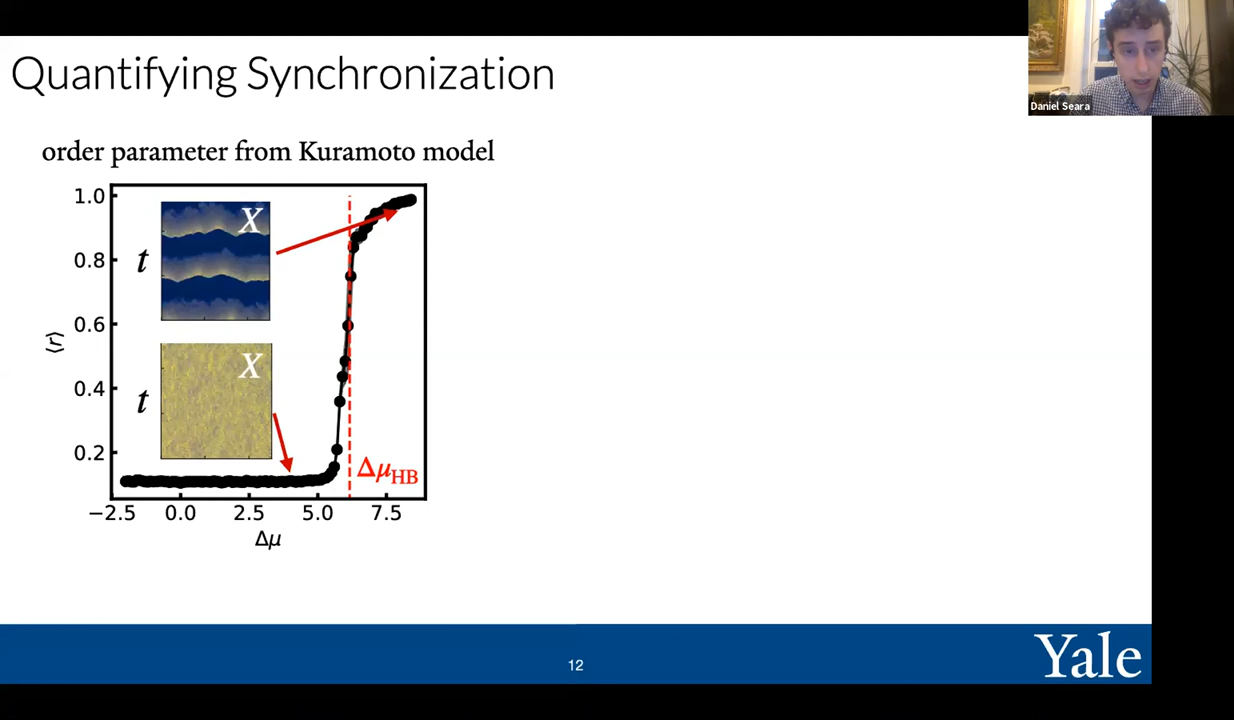 Quantifying Synchronization
Daniel Seara
order parameter from Kuramoto model
1.0
0.8
0.6
0.4
0.2
⟨r⟩
X
t
X
t
Δμ_HB
−2.5 0.0 2.5 5.0 7.5
Δμ
12
Yale